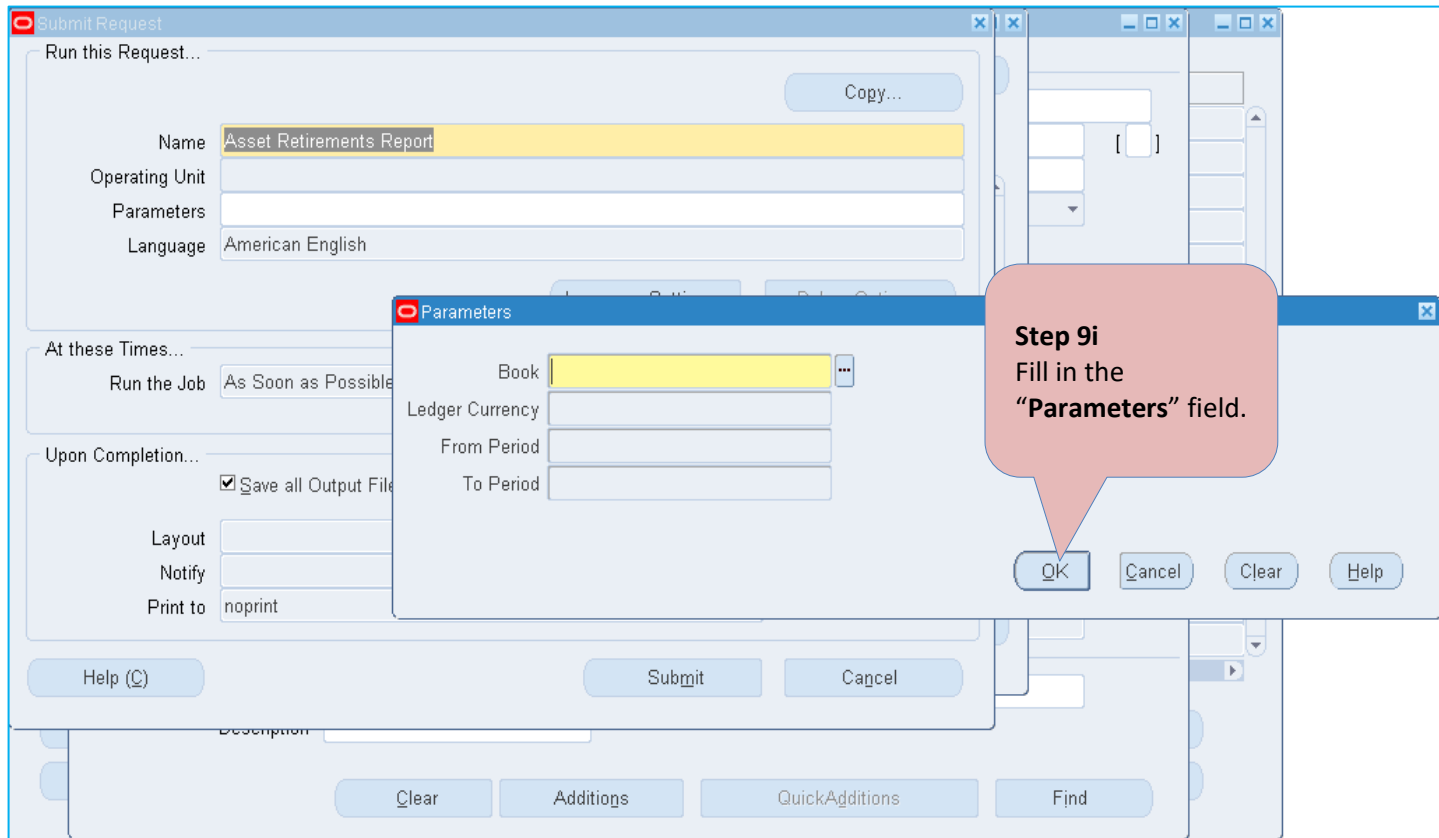 Submit Request
Run this Request...
Copy...
Name Asset Retirements Report
[ ]
Operating Unit
Parameters
Language American English
Parameters
Step 9i
Fill in the
“Parameters” field.
At these Times...
Run the Job As Soon as Possible
Book
...
Ledger Currency
From Period
To Period
Upon Completion...
Save all Output File
Layout
Notify
Print to noprint
OK Cancel Clear Help
Help (C) Submit Cancel
Description
Clear Additions QuickAdditions Find